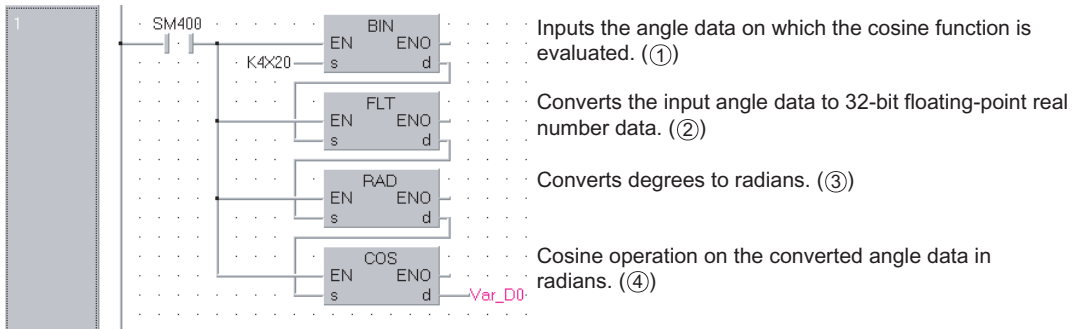 1
SM400
BIN
EN ENO
K4X20 s d
Inputs the angle data on which the cosine function is
evaluated. (①)
FLT
EN ENO
s d
Converts the input angle data to 32-bit floating-point real
number data. (②)
RAD
EN ENO
s d
Converts degrees to radians. (③)
COS
EN ENO
s d Var_D0
Cosine operation on the converted angle data in
radians. (④)